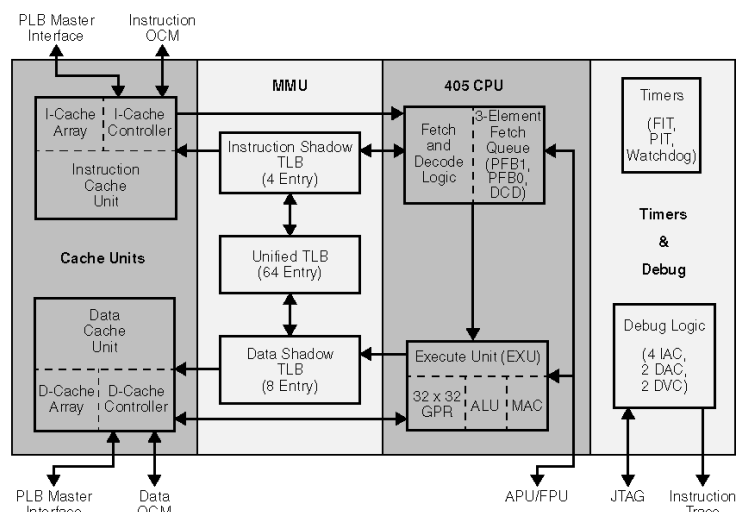 PLB Master
Interface
Instruction
OCM
MMU
405 CPU
I-Cache
Array
I-Cache
Controller
Instruction
Cache
Unit
Instruction Shadow
TLB
(4 Entry)
Fetch
and
Decode
Logic
3-Element
Fetch
Queue
(PFB1,
PFB0,
DCD)
Timers
(FIT,
PIT,
Watchdog)
Cache Units
Unified TLB
(64 Entry)
Timers
&
Debug
Data
Cache
Unit
D-Cache
Array
D-Cache
Controller
Data Shadow
TLB
(8 Entry)
Execute Unit (EXU)
32 x 32
GPR
ALU
MAC
Debug Logic
(4 IAC,
2 DAC,
2 DVC)
PLB Master
Interface
Data
OCM
APU/FPU
JTAG
Instruction
Trace